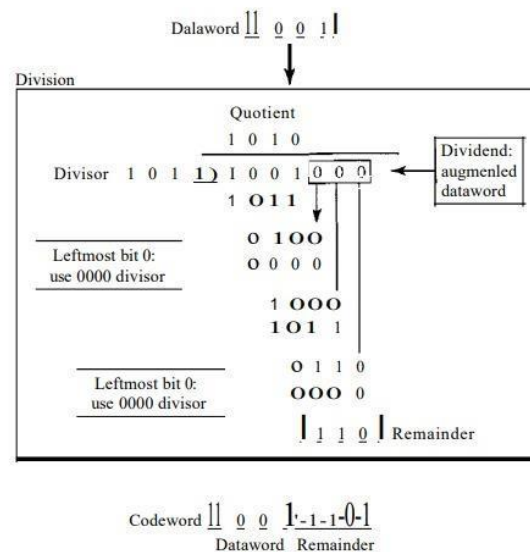 Dalaword 1 0 0 1
Division
Quotient
1 0 1 0
Divisor 1 0 1 1) 1 0 0 1 0 0 0
Dividend:
augmenled
dataword
1 0 1 1
0 1 0 0
Leftmost bit 0:
use 0000 divisor
0 0 0 0
1 0 0 0
1 0 1 1
0 1 1 0
Leftmost bit 0:
use 0000 divisor
0 0 0 0
1 1 0 Remainder
Codeword 1 0 0 1 1 1 0
Dataword Remainder